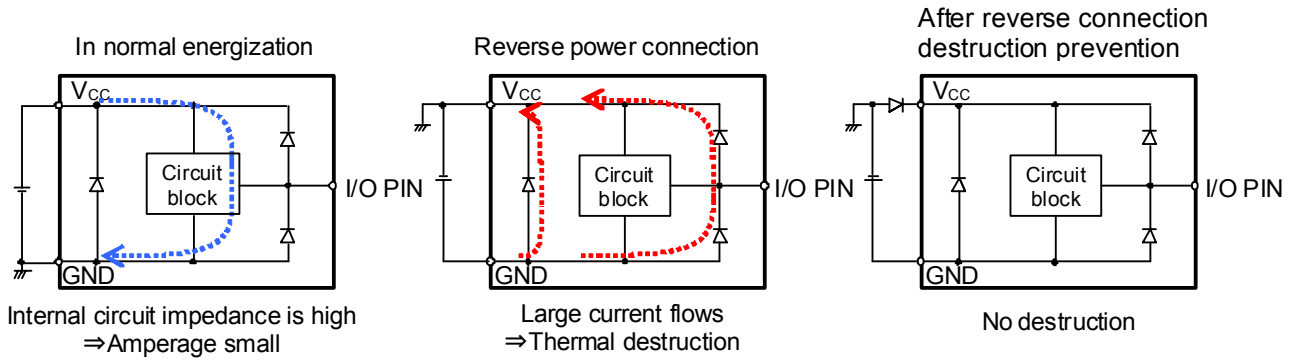 In normal energization
VCC
Circuit
block
I/O PIN
GND
Internal circuit impedance is high
⇒Amperage small
Reverse power connection
VCC
Circuit
block
I/O PIN
GND
Large current flows
⇒Thermal destruction
After reverse connection
destruction prevention
VCC
Circuit
block
I/O PIN
GND
No destruction